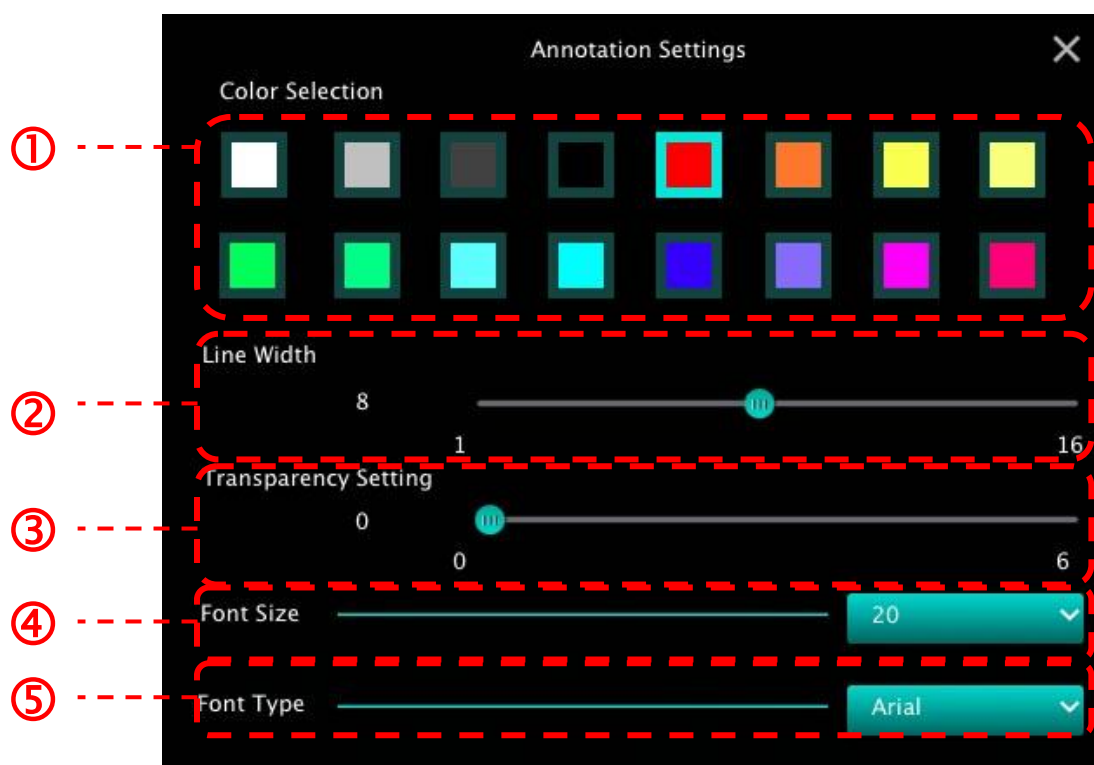 Annotation Settings
Color Selection
①
Line Width
② 8
1 16
Transparency Setting
③ 0
0 6
④ Font Size 20
⑤ Font Type Arial